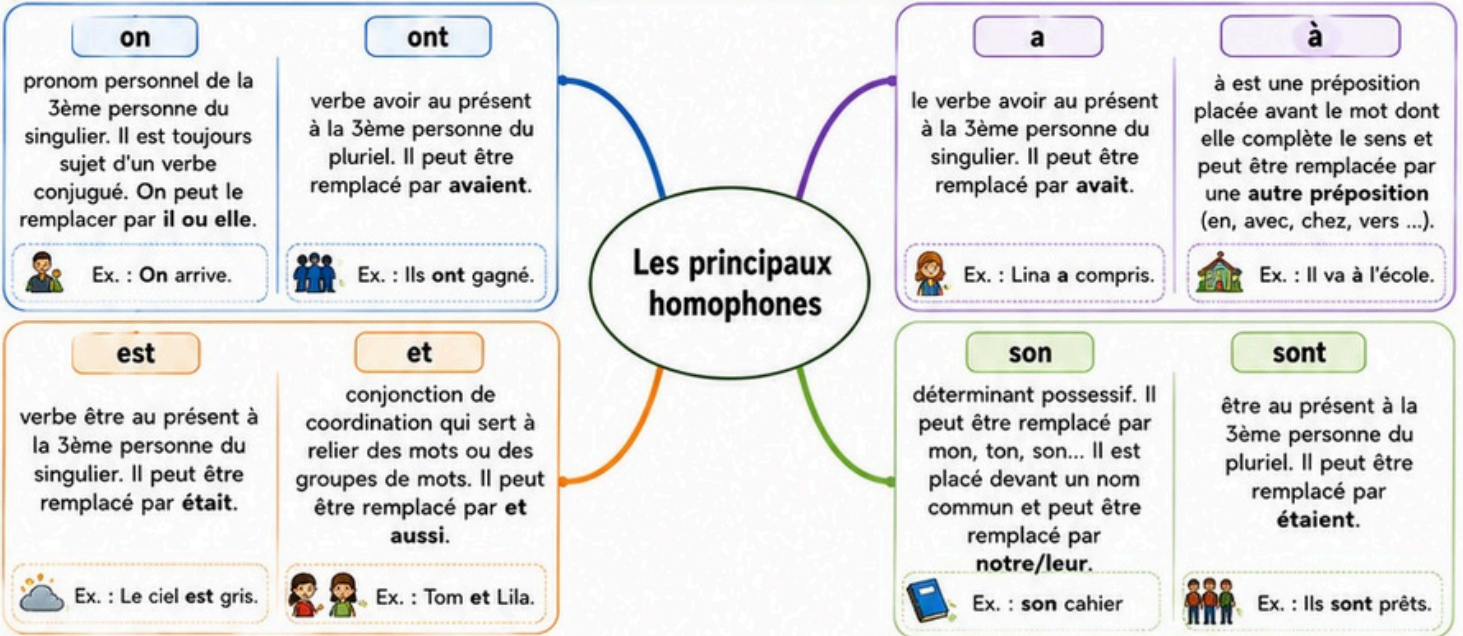 on
pronom personnel de la
3ème personne du
singulier. Il est toujours
sujet d'un verbe
conjugué. On peut le
remplacer par il ou elle.
Ex. : On arrive.
ont
verbe avoir au présent
à la 3ème personne du
pluriel. Il peut être
remplacé par avaient.
Ex. : Ils ont gagné.
a
le verbe avoir au présent
à la 3ème personne du
singulier. Il peut être
remplacé par avait.
Ex. : Lina a compris.
à
à est une préposition
placée avant le mot dont
elle complète le sens et
peut être remplacée par
une autre préposition
(en, avec, chez, vers ...).
Ex. : Il va à l'école.
Les principaux
homophones
est
verbe être au présent à
la 3ème personne du
singulier. Il peut être
remplacé par était.
Ex. : Le ciel est gris.
et
conjonction de
coordination qui sert à
relier des mots ou des
groupes de mots. Il peut
être remplacé par et
aussi.
Ex. : Tom et Lila.
son
déterminant possessif. Il
peut être remplacé par
mon, ton, son... Il est
placé devant un nom
commun et peut être
remplacé par
notre/leur.
Ex. : son cahier
sont
être au présent à la
3ème personne du
pluriel. Il peut être
remplacé par
étaient.
Ex. : Ils sont prêts.